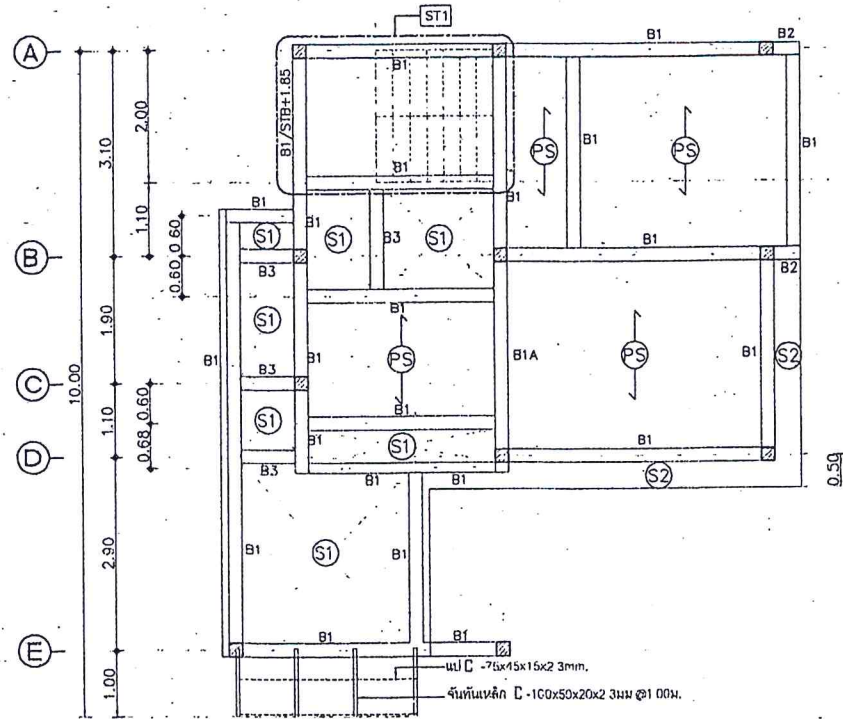 ST1
A
B1
B2
B1
B1/STB+1.85
2.00
3.10
B1
B1
B1
PS
PS
B1
B1
B1
S1
B1
S1
B3
S1
1.10
0.60
B1
B
B3
B2
0.60
B1
S1
B1
PS
B1A
PS
B1
S2
1.90
10.00
B1
B3
C
0.60
B1
1.10
S1
B1
S1
B1
D
0.68
B3
B1
B1
S2
0.50
B1
S1
B1
2.90
B1
B1
E
แป C -75x45x15x2 3mm.
จันทันเหล็ก C -100x50x20x2 3มม @1 00ม.
1.00